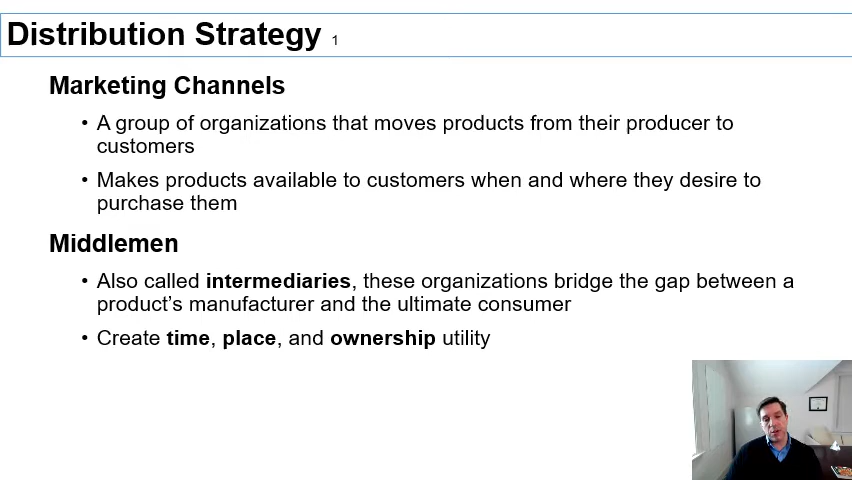 Distribution Strategy 1
Marketing Channels
• A group of organizations that moves products from their producer to
customers
• Makes products available to customers when and where they desire to
purchase them
Middlemen
• Also called intermediaries, these organizations bridge the gap between a
product’s manufacturer and the ultimate consumer
• Create time, place, and ownership utility